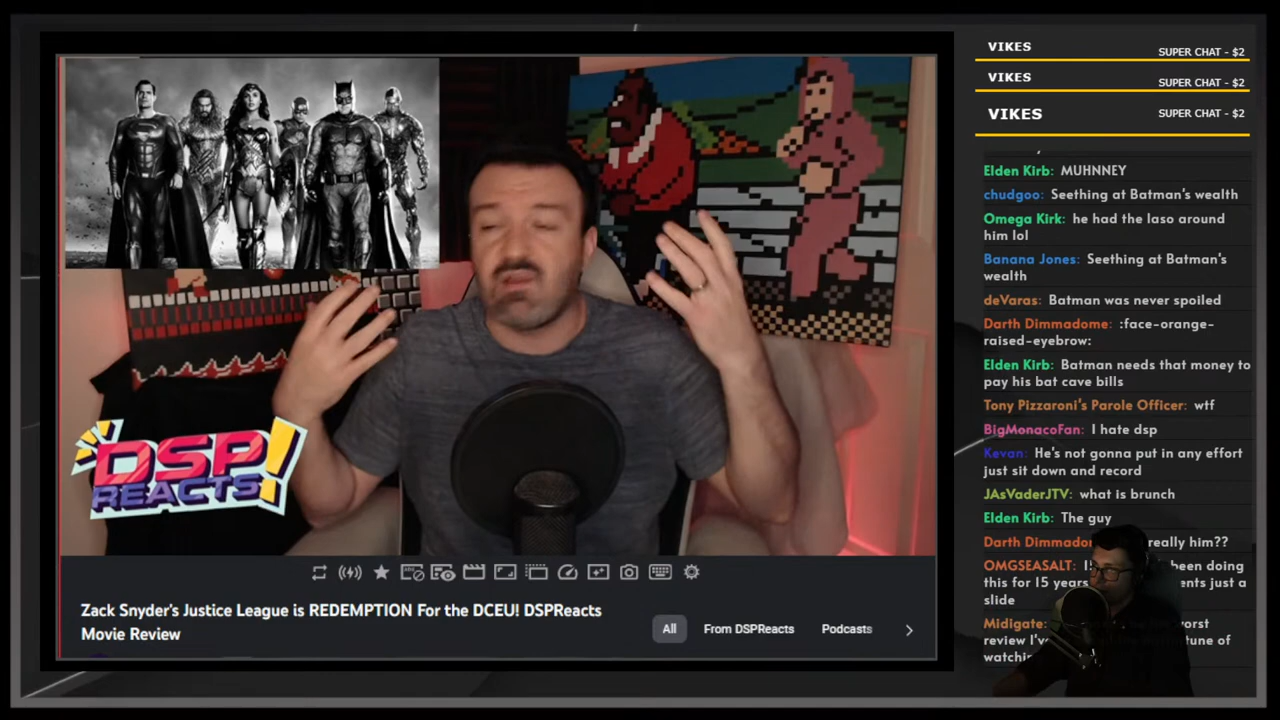 VIKES
SUPER CHAT - $2
VIKES
SUPER CHAT - $2
VIKES
SUPER CHAT - $2
Elden Kirb: MUHNNEY
chudgoo: Seething at Batman's wealth
Omega Kirk: he had the laso around
him lol
Banana Jones: Seething at Batman's
wealth
deVaras: Batman was never spoiled
Darth Dimmadome: :face-orange-
raised-eyebrow:
Elden Kirb: Batman needs that money to
pay his bat cave bills
Tony Pizzaroni's Parole Officer: wtf
BigMonacoFan: I hate dsp
Kevan: He's not gonna put in any effort
just sit down and record
JAsVaderJTV: what is brunch
Elden Kirb: The guy
Darth Dimmado really him??
OMGSEASALT: been doing
this for 15 years just a
slide
Midigate: worst
review of
DSP
REACTS!
Zack Snyder's Justice League is REDEMPTION For the DCEU! DSPReacts
Movie Review
All
From DSPReacts
Podcasts